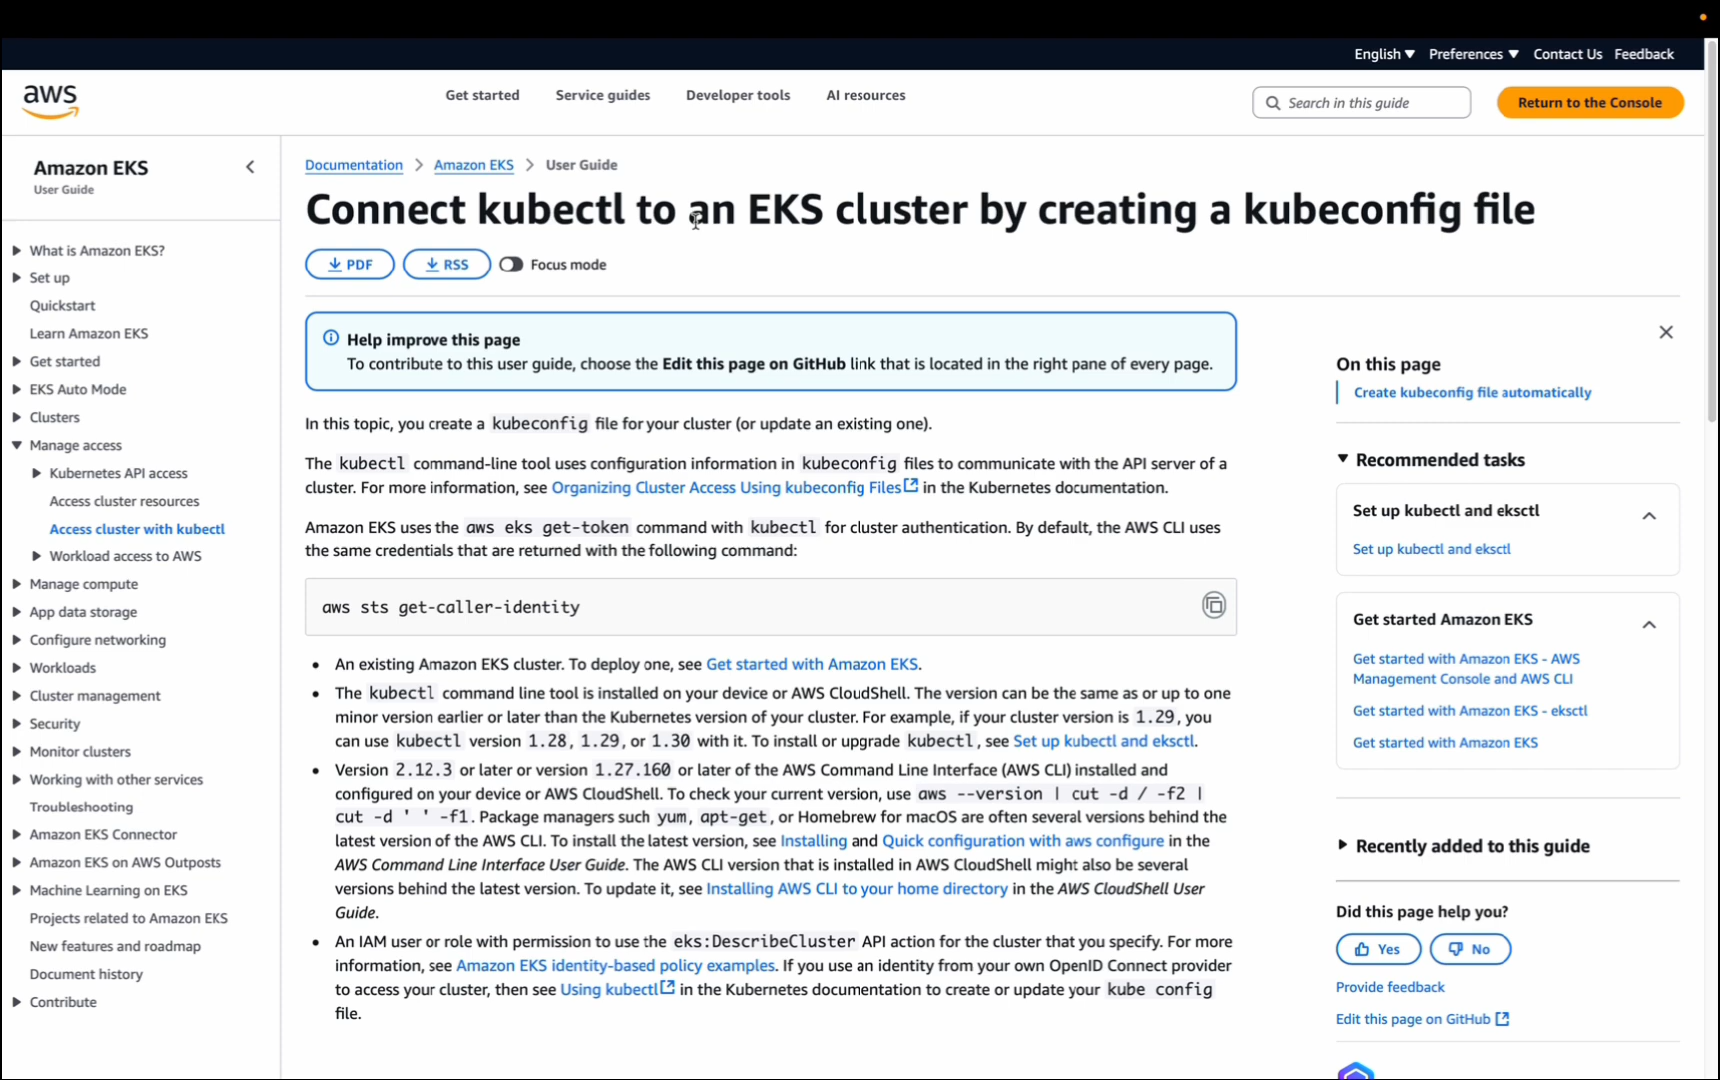 English ▼ Preferences ▼ Contact Us Feedback
aws
Get started Service guides Developer tools AI resources
Search in this guide
Return to the Console
Amazon EKS
User Guide
What is Amazon EKS?
Set up
Quickstart
Learn Amazon EKS
Get started
EKS Auto Mode
Clusters
Manage access
Kubernetes API access
Access cluster resources
Access cluster with kubectl
Workload access to AWS
Manage compute
App data storage
Configure networking
Workloads
Cluster management
Security
Monitor clusters
Working with other services
Troubleshooting
Amazon EKS Connector
Amazon EKS on AWS Outposts
Machine Learning on EKS
Projects related to Amazon EKS
New features and roadmap
Document history
Contribute
Documentation > Amazon EKS > User Guide
Connect kubectl to an EKS cluster by creating a kubeconfig file
PDF RSS Focus mode
Help improve this page
To contribute to this user guide, choose the Edit this page on GitHub link that is located in the right pane of every page.
In this topic, you create a kubeconfig file for your cluster (or update an existing one).
The kubectl command-line tool uses configuration information in kubeconfig files to communicate with the API server of a
cluster. For more information, see Organizing Cluster Access Using kubeconfig Files in the Kubernetes documentation.
Amazon EKS uses the aws eks get-token command with kubectl for cluster authentication. By default, the AWS CLI uses
the same credentials that are returned with the following command:
aws sts get-caller-identity
• An existing Amazon EKS cluster. To deploy one, see Get started with Amazon EKS.
• The kubectl command line tool is installed on your device or AWS CloudShell. The version can be the same as or up to one
minor version earlier or later than the Kubernetes version of your cluster. For example, if your cluster version is 1.29, you
can use kubectl version 1.28, 1.29, or 1.30 with it. To install or upgrade kubectl, see Set up kubectl and eksctl.
• Version 2.12.3 or later or version 1.27.160 or later of the AWS Command Line Interface (AWS CLI) installed and
configured on your device or AWS CloudShell. To check your current version, use aws --version | cut -d / -f2 |
cut -d ' ' -f1. Package managers such yum, apt-get, or Homebrew for macOS are often several versions behind the
latest version of the AWS CLI. To install the latest version, see Installing and Quick configuration with aws configure in the
AWS Command Line Interface User Guide. The AWS CLI version that is installed in AWS CloudShell might also be several
versions behind the latest version. To update it, see Installing AWS CLI to your home directory in the AWS CloudShell User
Guide.
• An IAM user or role with permission to use the eks:DescribeCluster API action for the cluster that you specify. For more
information, see Amazon EKS identity-based policy examples. If you use an identity from your own OpenID Connect provider
to access your cluster, then see Using kubectl in the Kubernetes documentation to create or update your kube config
file.
On this page
Create kubeconfig file automatically
Recommended tasks
Set up kubectl and eksctl
Set up kubectl and eksctl
Get started Amazon EKS
Get started with Amazon EKS - AWS
Management Console and AWS CLI
Get started with Amazon EKS - eksctl
Get started with Amazon EKS
Recently added to this guide
Did this page help you?
Yes No
Provide feedback
Edit this page on GitHub